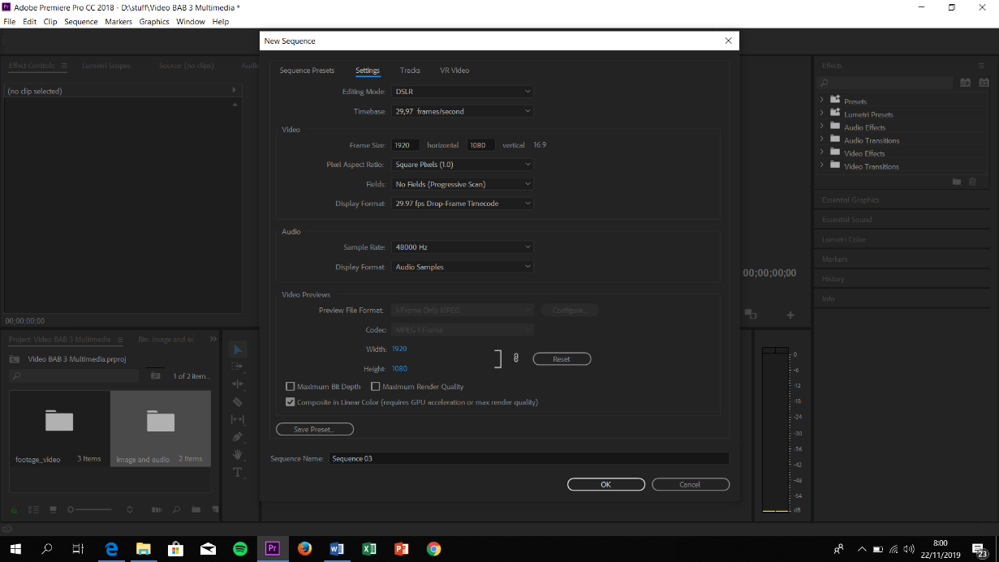 Adobe Premiere Pro CC 2018 - D:\stuff\Video BAB 3 Multimedia *
File Edit Clip Sequence Markers Graphics Window Help
New Sequence
Effect Controls Lumetri Scopes Source: (no clips) Audio
(no clip selected)
00;00;00;00
Sequence Presets Settings Tracks VR Video
Editing Mode: DSLR
Timebase: 29,97 frames/second
Video
Frame Size: 1920 horizontal 1080 vertical 16:9
Pixel Aspect Ratio: Square Pixels (1.0)
Fields: No Fields (Progressive Scan)
Display Format: 29.97 fps Drop-Frame Timecode
Audio
Sample Rate: 48000 Hz
Display Format: Audio Samples
Video Previews
Preview File Format: I-Frame Only MPEG Configure...
Codec: MPEG I-Frame
Width: 1920
Height: 1080
Reset
Maximum Bit Depth Maximum Render Quality
Composite in Linear Color (requires GPU acceleration or max render quality)
Save Preset...
Sequence Name: Sequence 03
OK Cancel
Effects
Presets
Lumetri Presets
Audio Effects
Audio Transitions
Video Effects
Video Transitions
Essential Graphics
Essential Sound
Lumetri Color
Markers
History
Info
00;00;00;00
Project: Video BAB 3 Multimedia Bin: image and au
Video BAB 3 Multimedia.prproj
1 of 2 item...
footage_video 3 Items
image and audio 2 Items
0
-6
-12
-18
-24
-30
-36
-42
-48
-54
dB
8:00
22/11/2019
23